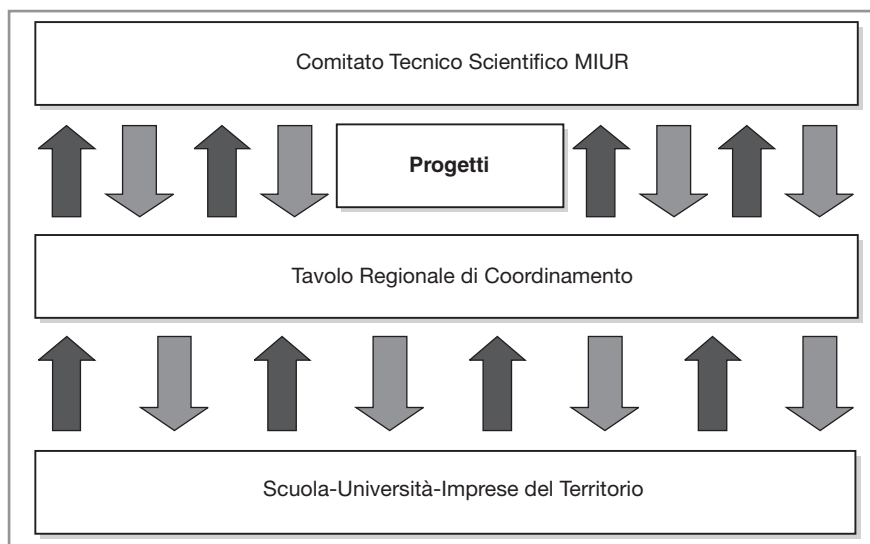 Comitato Tecnico Scientifico MIUR
Progetti
Tavolo Regionale di Coordinamento
Scuola-Università-Imprese del Territorio